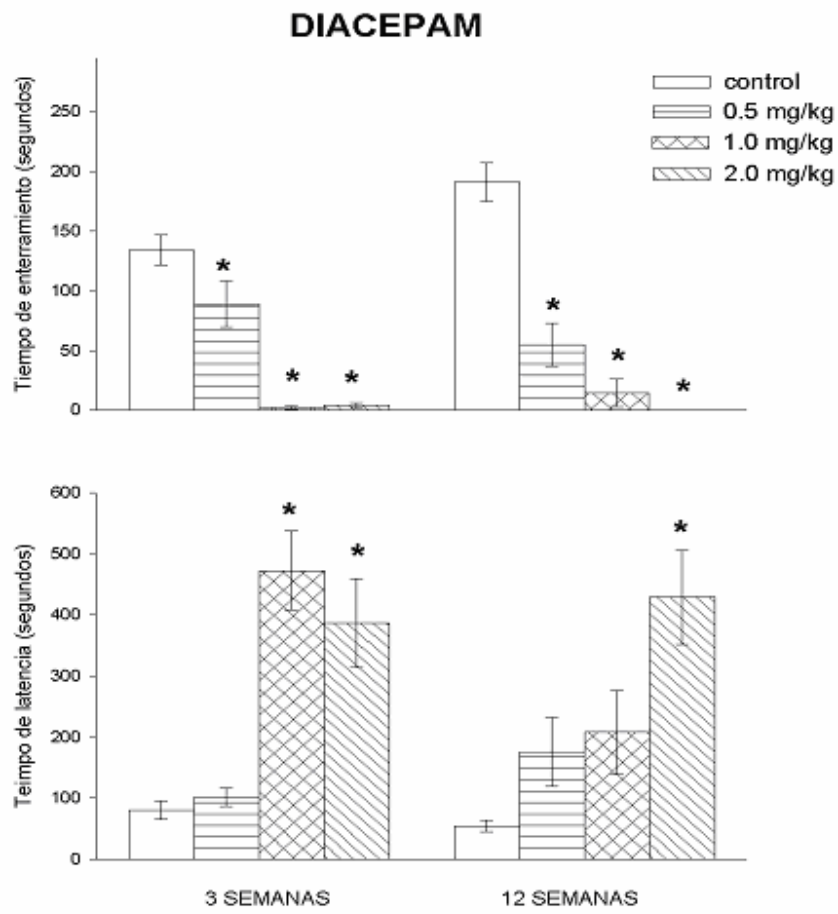 DIACEPAM
control
0.5 mg/kg
1.0 mg/kg
2.0 mg/kg
Tiempo de enterramiento (segundos)
250
200
150
100
50
0
*
*
*
*
*
*
Teimpo de latencia (segundos)
600
500
400
300
200
100
0
*
*
*
3 SEMANAS
12 SEMANAS